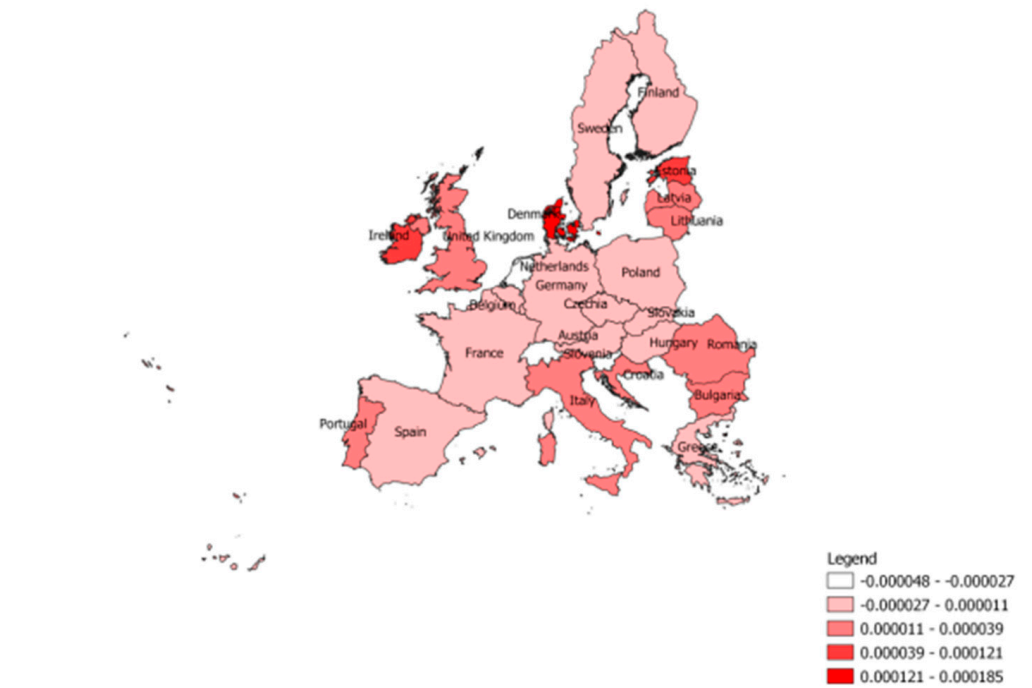 Finland
Sweden
Estonia
Latvia
Lithuania
Denmark
Ireland
United Kingdom
Netherlands
Poland
Germany
Belgium
Czechia
Slovakia
Austria
Hungary
Romania
France
Slovenia
Croatia
Bulgaria
Italy
Portugal
Spain
Greece
Legend
-0.000048 - -0.000027
-0.000027 - 0.000011
0.000011 - 0.000039
0.000039 - 0.000121
0.000121 - 0.000185